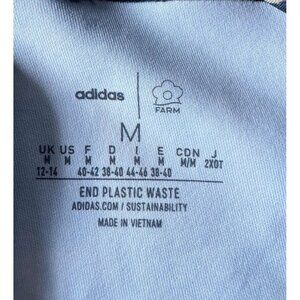 adidas
FARM
M
UK US F D I E CDN J
M M M M M M M/M 2XOT
12-14 40-42 38-40 44-46 38-40
END PLASTIC WASTE
ADIDAS.COM / SUSTAINABILITY
MADE IN VIETNAM